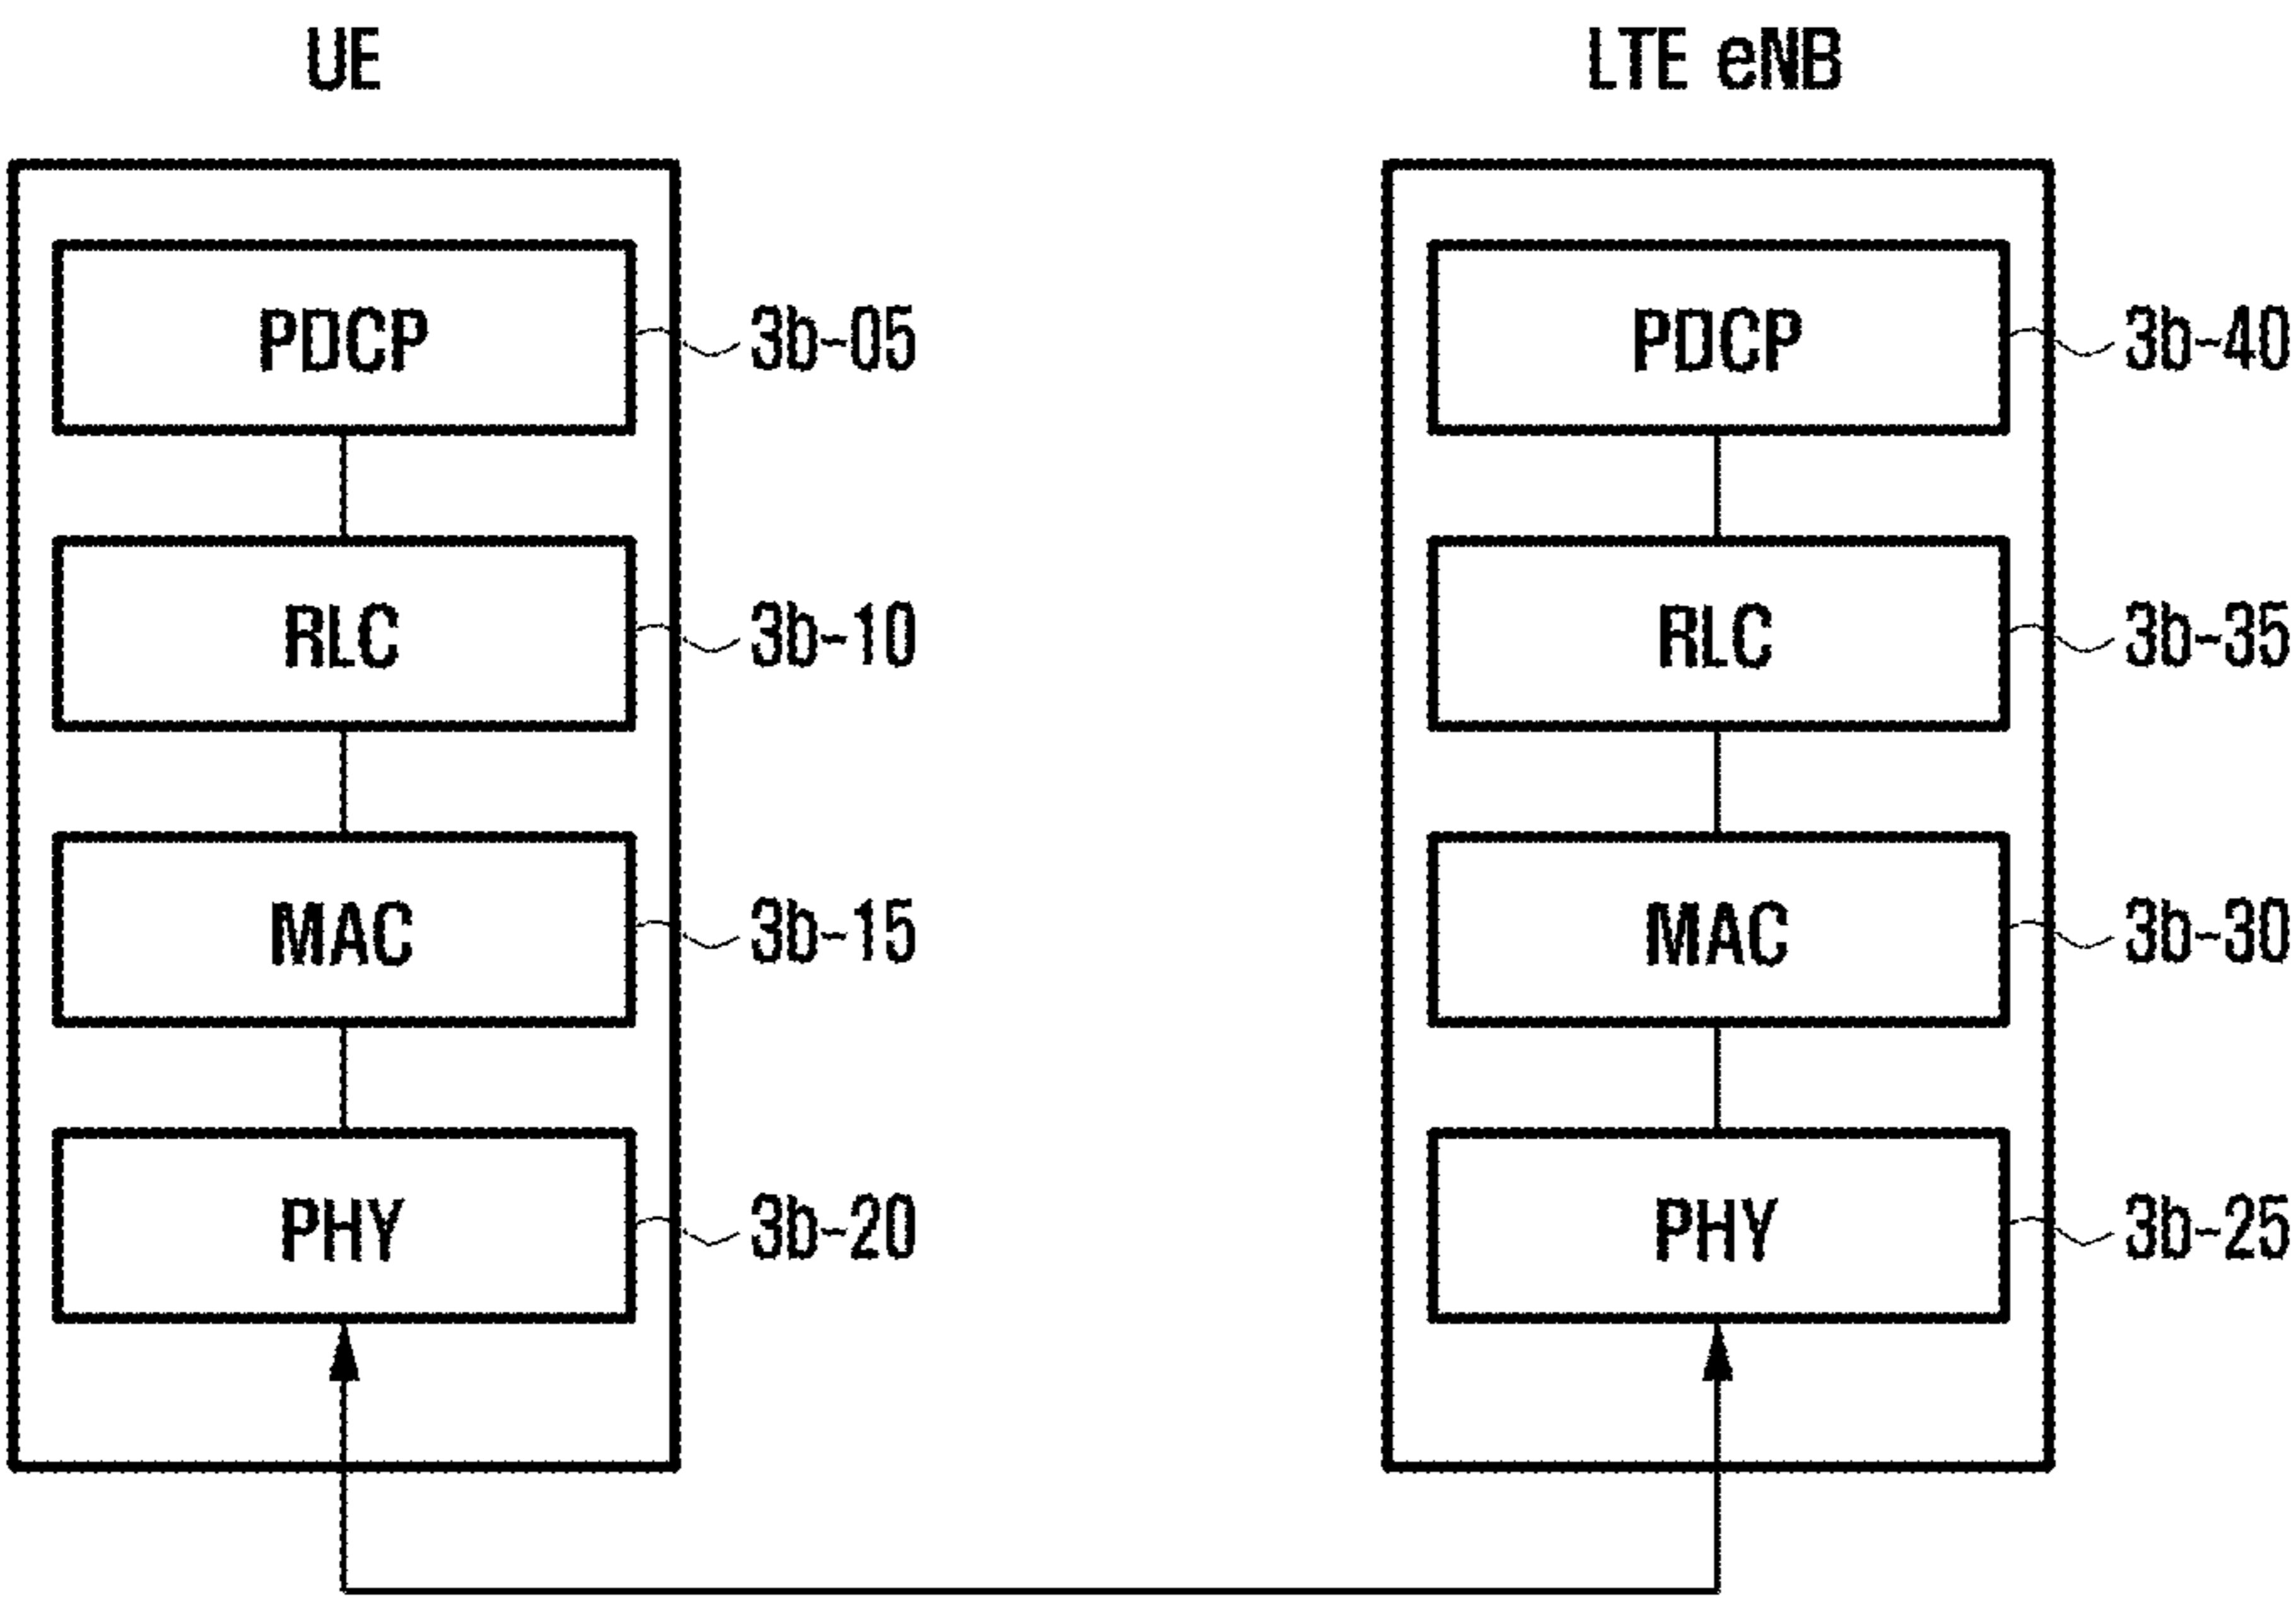 UE
LTE eNB
PDCP
3b-05
PDCP
3b-40
RLC
3b-10
RLC
3b-35
MAC
3b-15
MAC
3b-30
PHY
3b-20
PHY
3b-25